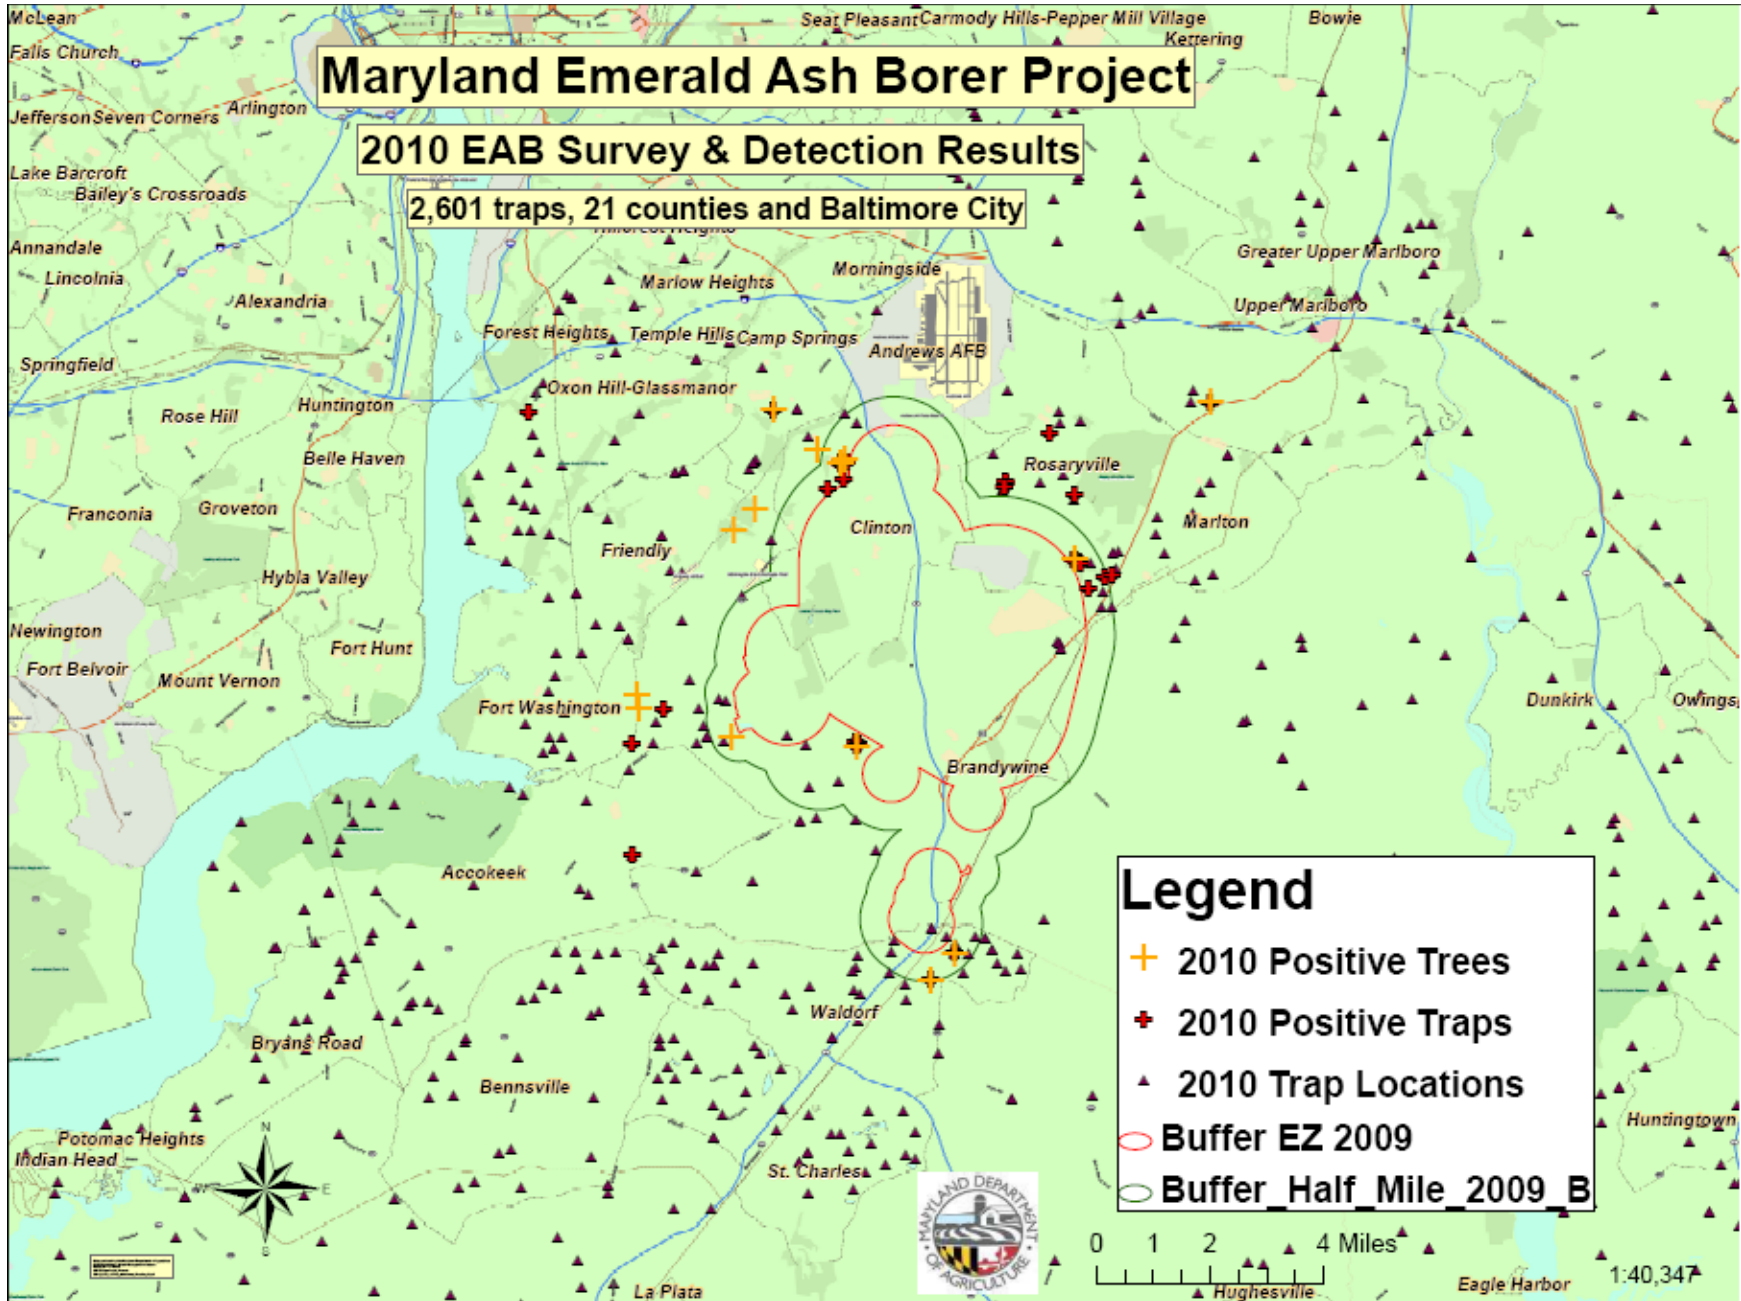 McLean
Seat Pleasant
Carmody Hills-Pepper Mill Village
Bowie
Kettering
Falls Church
Maryland Emerald Ash Borer Project
Arlington
Jefferson
Seven Corners
2010 EAB Survey & Detection Results
Lake Barcroft
Bailey's Crossroads
2,601 traps, 21 counties and Baltimore City
Hillcrest Heights
Annandale
Greater Upper Marlboro
Lincolnia
Morningside
Marlow Heights
Alexandria
Upper Marlboro
Forest Heights
Temple Hills
Camp Springs
Andrews AFB
Springfield
Oxon Hill-Glassmanor
Huntington
Rose Hill
Belle Haven
Rosaryville
Groveton
Franconia
Clinton
Marlton
Friendly
Hybla Valley
Newington
Fort Hunt
Fort Belvoir
Mount Vernon
Fort Washington
Dunkirk
Owings
Brandywine
Accokeek
Legend
2010 Positive Trees
2010 Positive Traps
2010 Trap Locations
Buffer EZ 2009
Buffer_Half_Mile_2009_B
Waldorf
Bryans Road
Bennsville
Huntingtown
Potomac Heights
Indian Head
St. Charles
N
W
E
S
MARYLAND DEPARTMENT OF AGRICULTURE
0 1 2 4 Miles
1:40,347
La Plata
Hughesville
Eagle Harbor